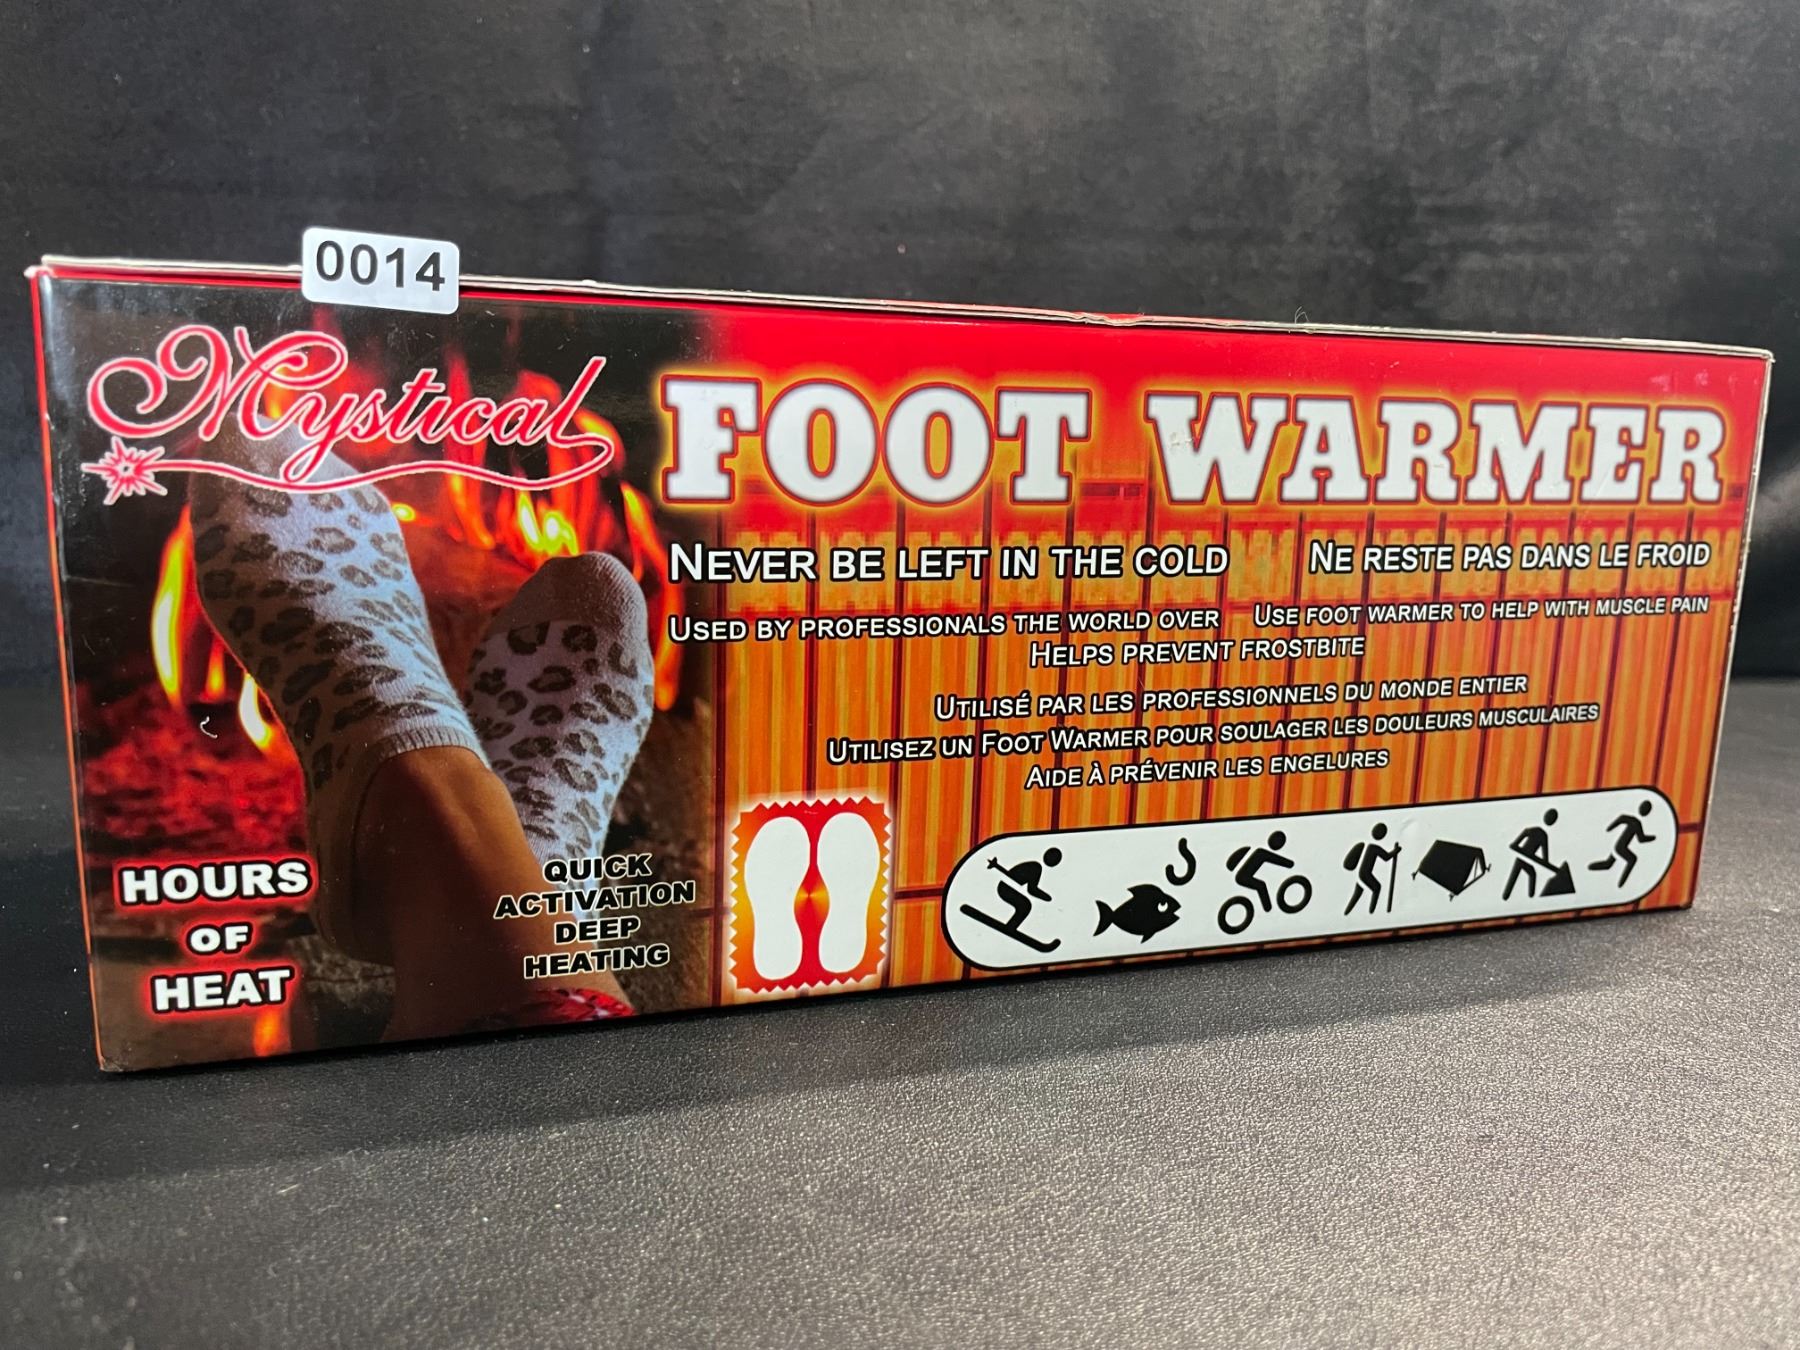 0014
Mystical
FOOT WARMER
NEVER BE LEFT IN THE COLD
NE RESTE PAS DANS LE FROID
USED BY PROFESSIONALS THE WORLD OVER
USE FOOT WARMER TO HELP WITH MUSCLE PAIN
HELPS PREVENT FROSTBITE
UTILISÉ PAR LES PROFESSIONNELS DU MONDE ENTIER
UTILISEZ UN FOOT WARMER POUR SOULAGER LES DOULEURS MUSCULAIRES
AIDE À PRÉVENIR LES ENGELURES
HOURS
OF
HEAT
QUICK
ACTIVATION
DEEP
HEATING